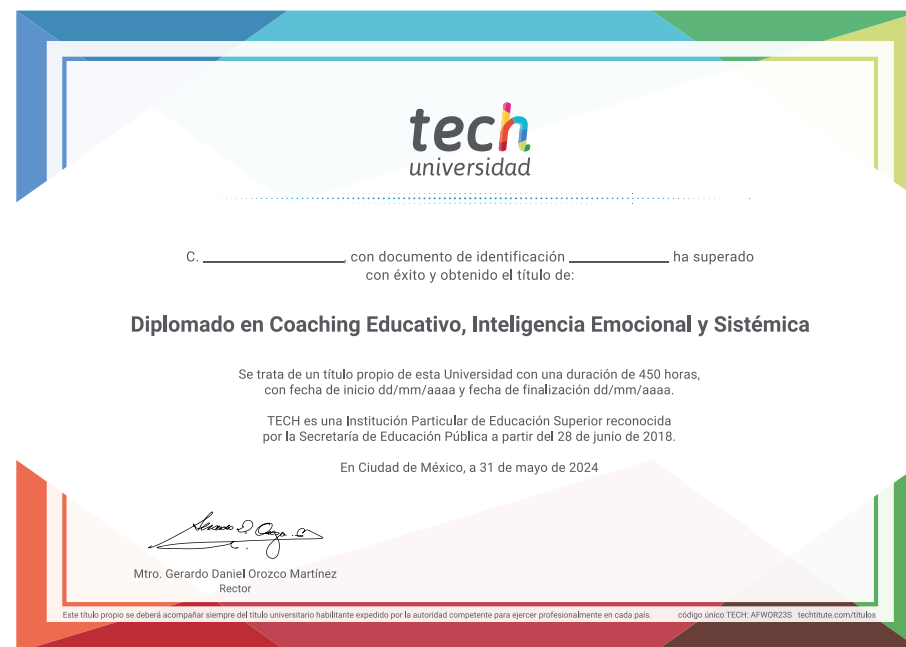 tech
universidad
C. ____________, con documento de identificación ____________ ha superado
con éxito y obtenido el título de:
Diplomado en Coaching Educativo, Inteligencia Emocional y Sistémica
Se trata de un título propio de esta Universidad con una duración de 450 horas,
con fecha de inicio dd/mm/aaaa y fecha de finalización dd/mm/aaaa.
TECH es una Institución Particular de Educación Superior reconocida
por la Secretaría de Educación Pública a partir del 28 de junio de 2018.
En Ciudad de México, a 31 de mayo de 2024
Mtro. Gerardo Daniel Orozco Martínez
Rector
Este título propio se deberá acompañar siempre del título universitario habilitante expedido por la autoridad competente para ejercer profesionalmente en cada país. código único TECH: AFWOR23S techtitute.com/titulos